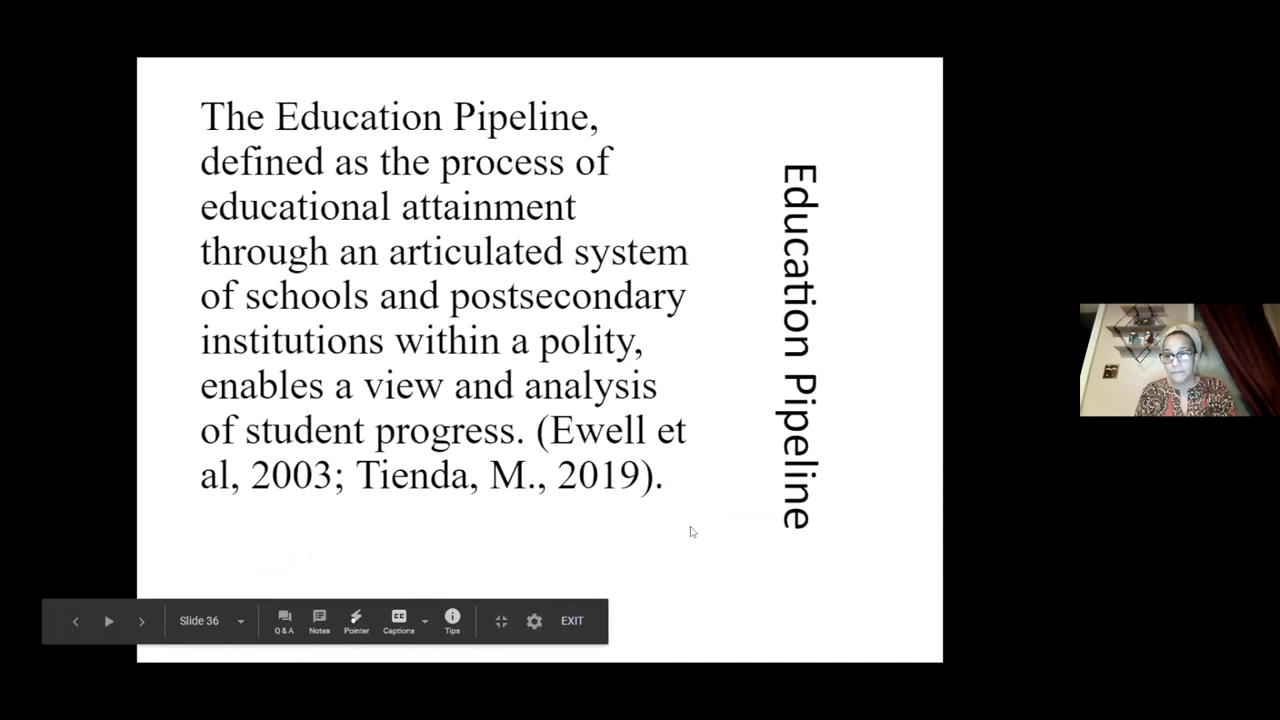 The Education Pipeline,
defined as the process of
educational attainment
through an articulated system
of schools and postsecondary
institutions within a polity,
enables a view and analysis
of student progress. (Ewell et
al, 2003; Tienda, M., 2019).
Education Pipeline
Slide 36
Q&A
Notes
Pointer
CC
Captions
Tips
EXIT